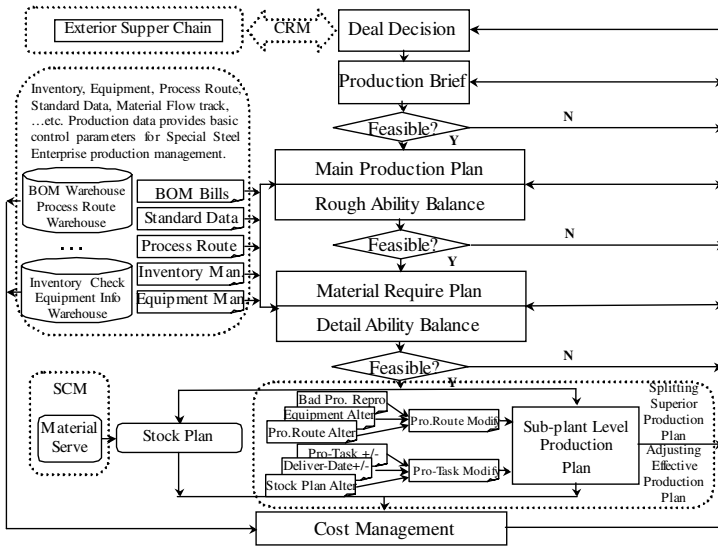 Exterior Supper Chain
CRM
Deal Decision
Production Brief
Inventory, Equipment, Process Route,
Standard Data, Material Flow track,
…etc. Production data provides basic
control parameters for Special Steel
Enterprise production management.
Feasible?
N
Y
BOM Warehouse
Process Route
Warehouse
...
Inventory Check
Equipment Info
Warehouse
BOM Bills
Standard Data
Process Route
Inventory Man.
Equipment Man.
Main Production Plan
Rough Ability Balance
Feasible?
N
Y
Material Require Plan
Detail Ability Balance
Feasible?
N
Y
SCM
Material
Serve
Stock Plan
Bad Pro. Repro
Equipment Alter
Pro.Route Alter
Pro.Route Modify
Pro-Task +/-
Deliver-Date+/-
Stock Plan Alter
Pro-Task Modify
Sub-plant Level
Production
Plan
Splitting
Superior
Production
Plan
Adjusting
Effective
Production
Plan
Cost Management